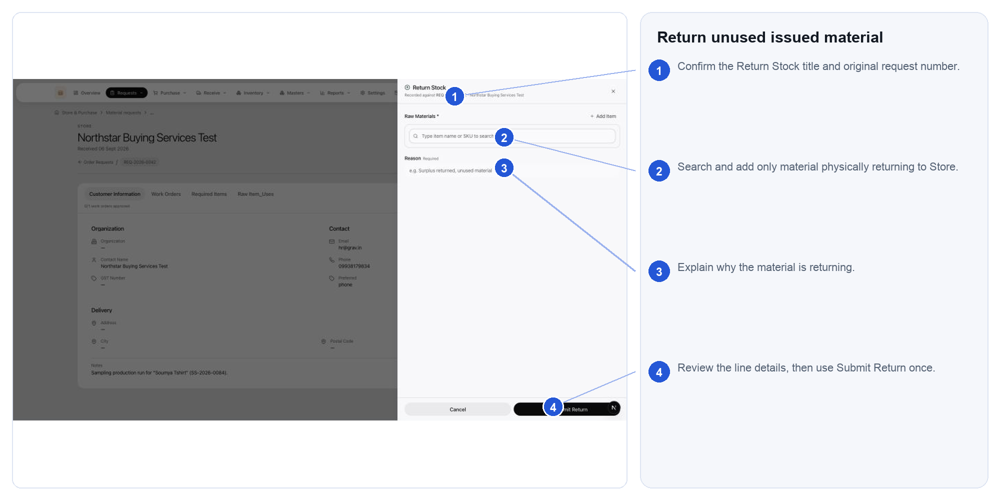 Overview Requests Purchase Receive Inventory Masters Reports Settings
Store & Purchase > Material requests > ...
STORE
Northstar Buying Services Test
Received 06 Sept 2026
← Order Requests / REQ-2026-0042
Customer Information Work Orders Required Items Raw Item_Uses
0/1 work orders approved
Organization
Organization
—
Contact Name
Northstar Buying Services Test
GST Number
—
Contact
Email
hr@grav.in
Phone
09938179834
Preferred
phone
Delivery
Address
—
City
—
Postal Code
—
Notes
Sampling production run for "Soumya Tshirt" (SS-2026-0084).
Return Stock
Recorded against REQ Northstar Buying Services Test
1
Raw Materials *
+ Add Item
Type item name or SKU to search
2
Reason Required
e.g. Surplus returned, unused material
3
Cancel
4
mit Return
N
Return unused issued material
1 Confirm the Return Stock title and original request number.
2 Search and add only material physically returning to Store.
3 Explain why the material is returning.
4 Review the line details, then use Submit Return once.